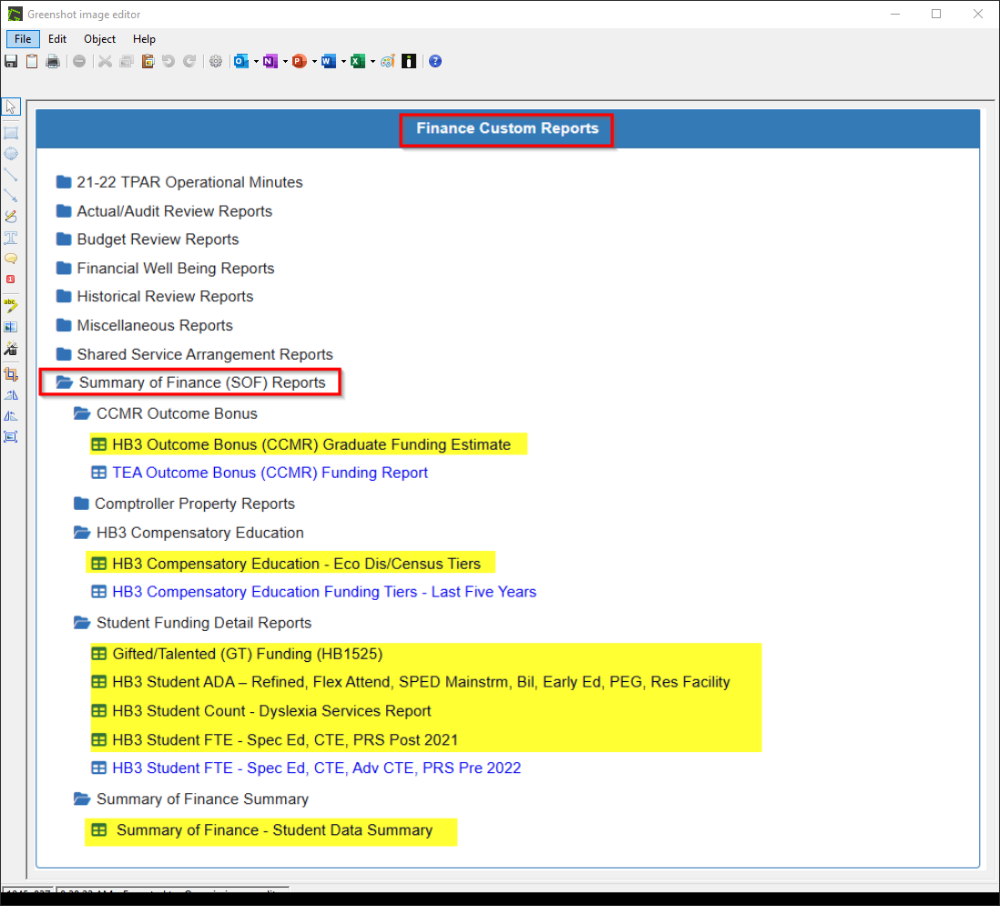 Greenshot image editor
File Edit Object Help
Finance Custom Reports
21-22 TPAR Operational Minutes
Actual/Audit Review Reports
Budget Review Reports
Financial Well Being Reports
Historical Review Reports
Miscellaneous Reports
Shared Service Arrangement Reports
Summary of Finance (SOF) Reports
CCMR Outcome Bonus
HB3 Outcome Bonus (CCMR) Graduate Funding Estimate
TEA Outcome Bonus (CCMR) Funding Report
Comptroller Property Reports
HB3 Compensatory Education
HB3 Compensatory Education - Eco Dis/Census Tiers
HB3 Compensatory Education Funding Tiers - Last Five Years
Student Funding Detail Reports
Gifted/Talented (GT) Funding (HB1525)
HB3 Student ADA – Refined, Flex Attend, SPED Mainstrm, Bil, Early Ed, PEG, Res Facility
HB3 Student Count - Dyslexia Services Report
HB3 Student FTE - Spec Ed, CTE, PRS Post 2021
HB3 Student FTE - Spec Ed, CTE, Adv CTE, PRS Pre 2022
Summary of Finance Summary
Summary of Finance - Student Data Summary